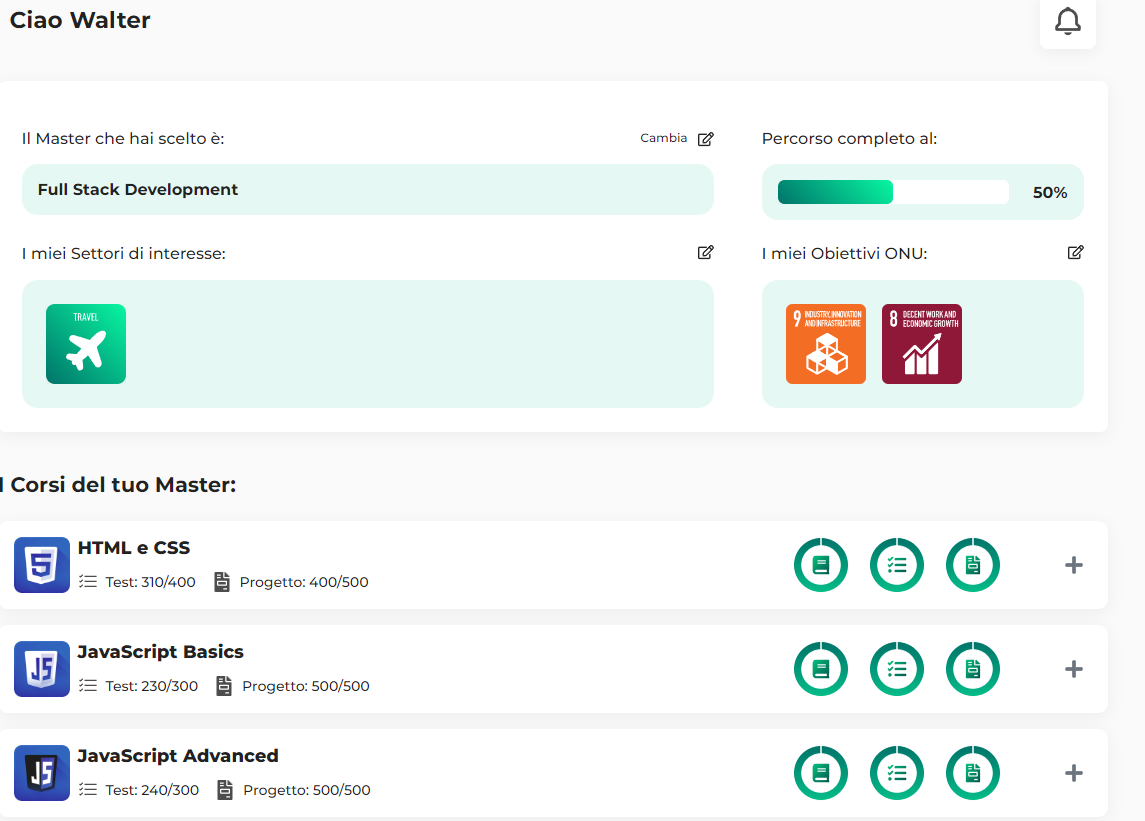 Ciao Walter
Il Master che hai scelto è:
Cambia
Full Stack Development
Percorso completo al:
50%
I miei Settori di interesse:
TRAVEL
I miei Obiettivi ONU:
9 INDUSTRY, INNOVATION
AND INFRASTRUCTURE
8 DECENT WORK AND
ECONOMIC GROWTH
I Corsi del tuo Master:
HTML e CSS
Test: 310/400 Progetto: 400/500
JS
JavaScript Basics
Test: 230/300 Progetto: 500/500
JS
JavaScript Advanced
Test: 240/300 Progetto: 500/500